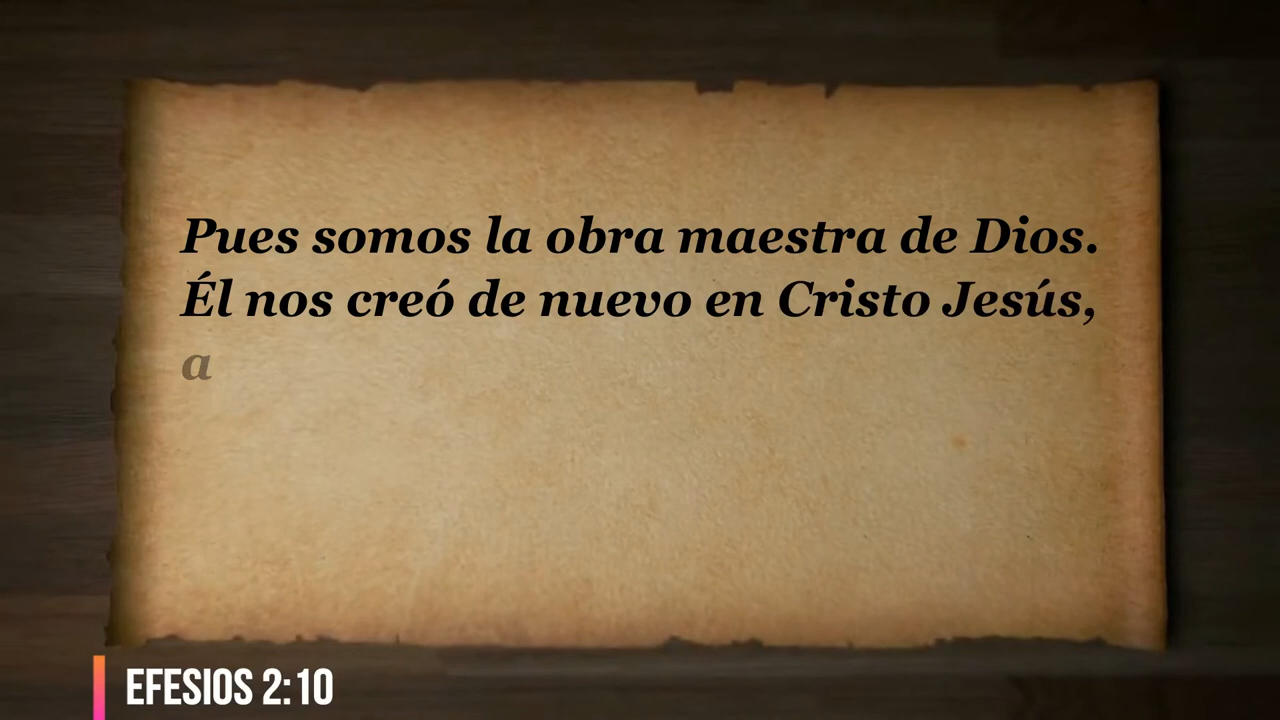 Pues somos la obra maestra de Dios.
Él nos creó de nuevo en Cristo Jesús,
a
EFESIOS 2:10